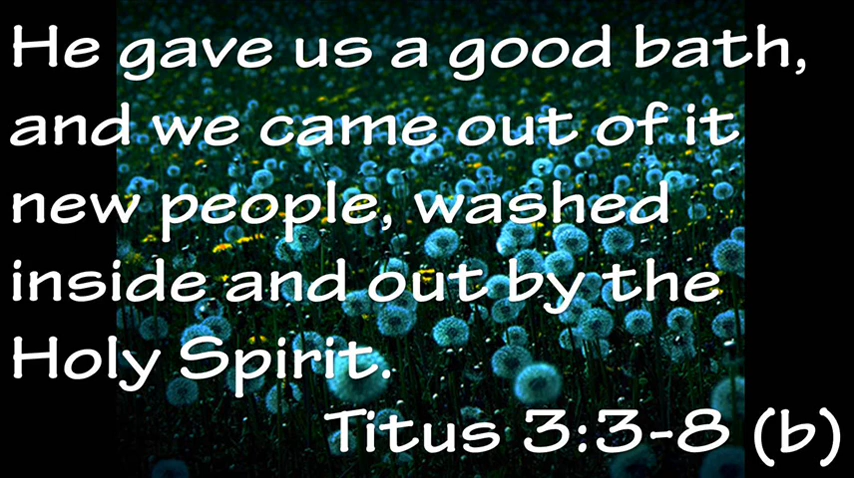 He gave us a good bath,
and we came out of it
new people, washed
inside and out by the
Holy Spirit.
Titus 3:3-8 (b)